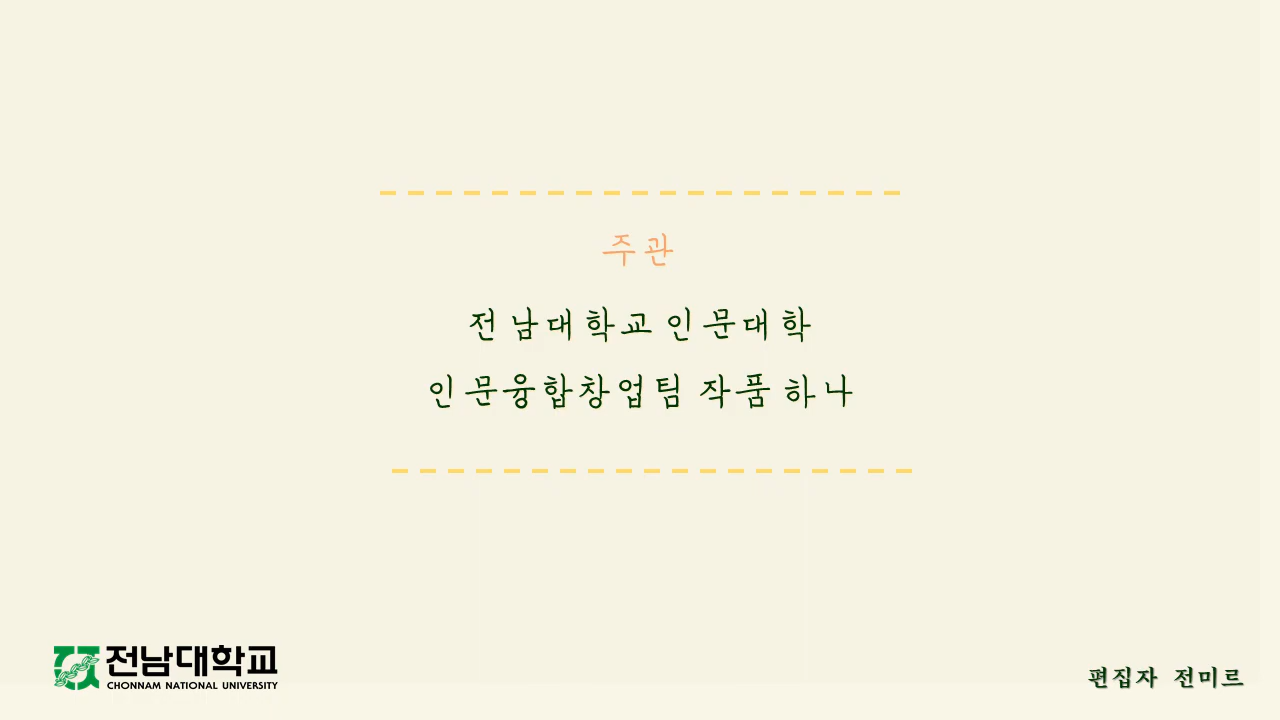 주관
전남대학교 인문대학
인문융합창업팀 작품 하나
전남대학교
CHONNAM NATIONAL UNIVERSITY
편집자 전미르